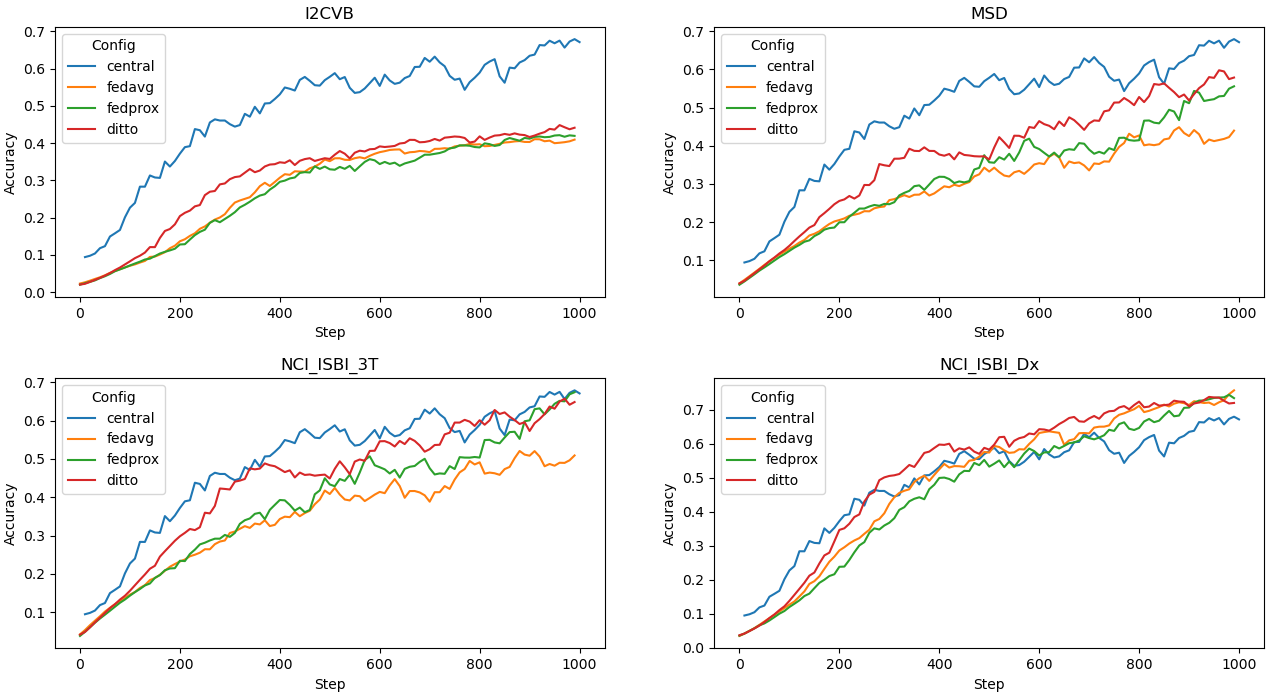 I2CVB
Config
central
fedavg
fedprox
ditto
Accuracy
0.7
0.6
0.5
0.4
0.3
0.2
0.1
0.0
0 200 400 600 800 1000
Step
MSD
Config
central
fedavg
fedprox
ditto
Accuracy
0.7
0.6
0.5
0.4
0.3
0.2
0.1
0 200 400 600 800 1000
Step
NCI_ISBI_3T
Config
central
fedavg
fedprox
ditto
Accuracy
0.7
0.6
0.5
0.4
0.3
0.2
0.1
0 200 400 600 800 1000
Step
NCI_ISBI_Dx
Config
central
fedavg
fedprox
ditto
Accuracy
0.7
0.6
0.5
0.4
0.3
0.2
0.1
0.0
0 200 400 600 800 1000
Step